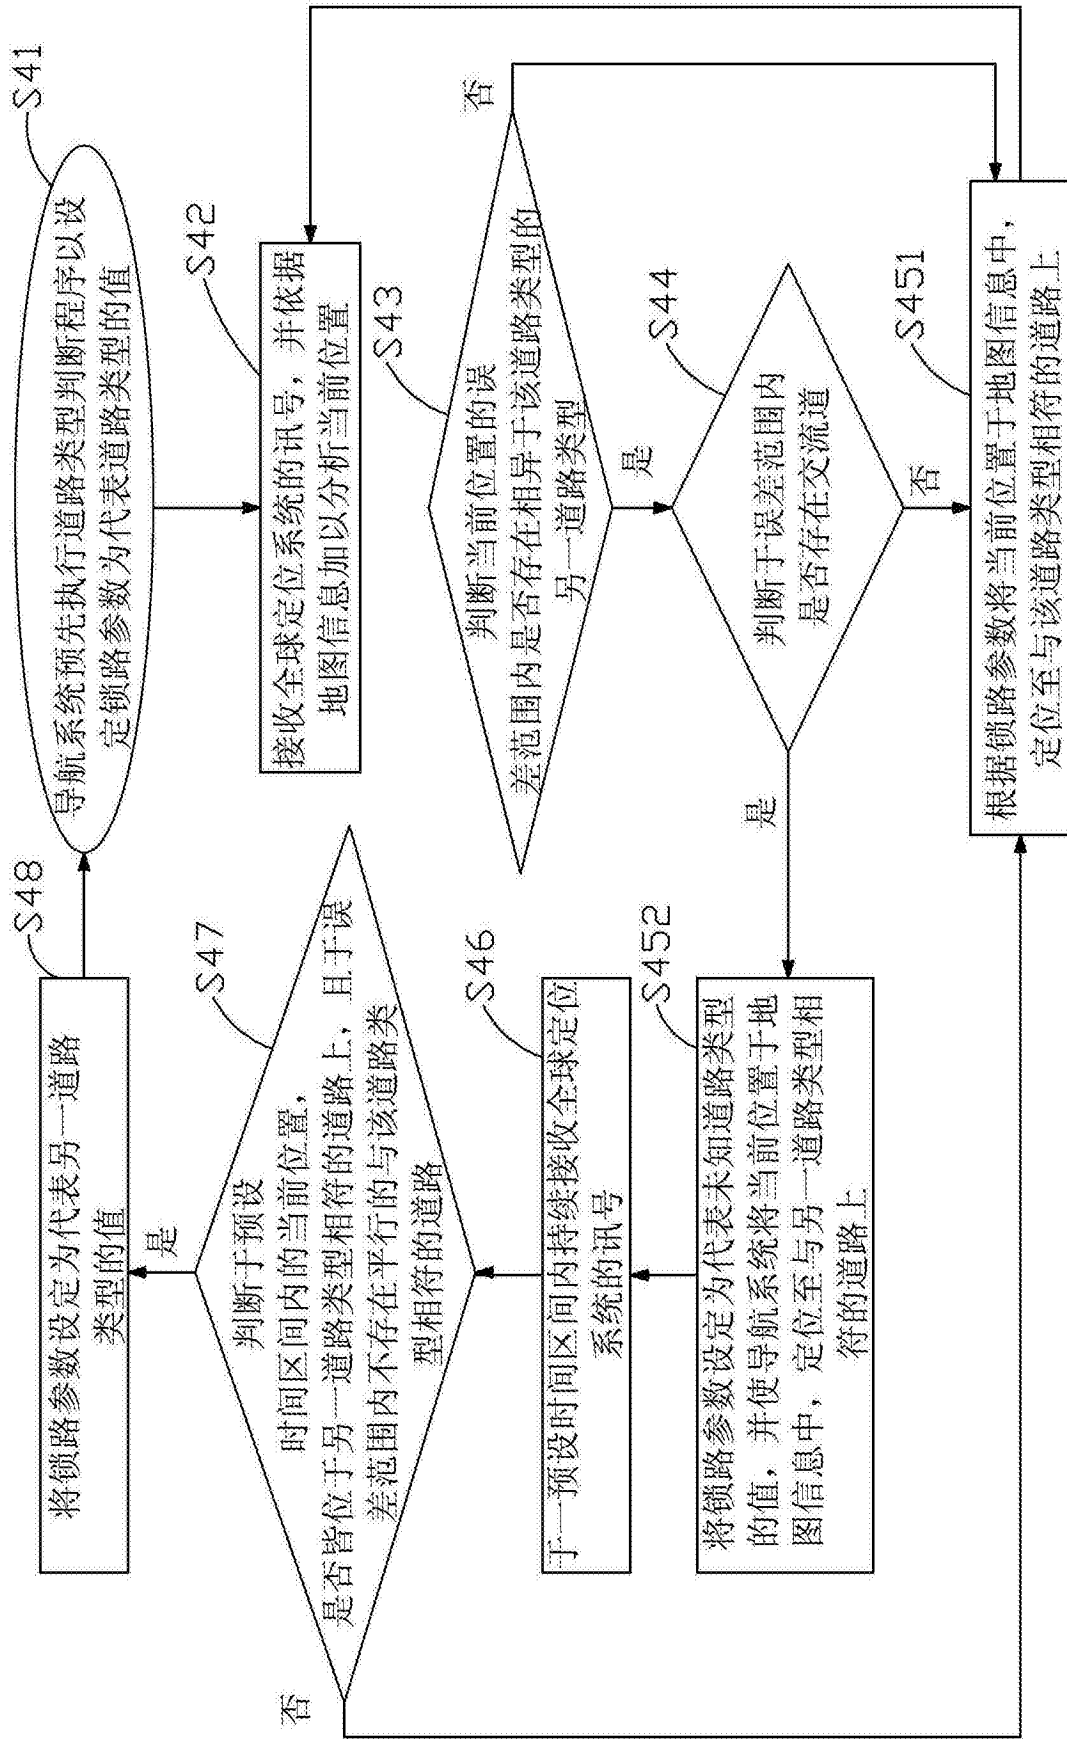 S41
导航系统预先执行道路类型判断程序以设
定锁路参数为代表道路类型的值
S42
接收全球定位系统的讯号，并依据
地图信息加以分析当前位置
S43
判断当前位置的误
差范围内是否存在相异于该道路类型的
另一道路类型
否
是
S44
判断于误差范围内
是否存在交流道
否
是
S451
根据锁路参数将当前位置于地图信息中，
定位至与该道路类型相符的道路上
S452
将锁路参数设定为代表未知道路类型
的值，并使导航系统将当前位置于地
图信息中，定位至与另一道路类型相
符的道路上
S46
于一预设时间区间内持续接收全球定位
系统的讯号
S47
判断于预设
时间区间内的当前位置，
是否皆位于另一道路类型相符的道路上，且于误
差范围内不存在平行的与该道路类
型相符的道路
否
是
S48
将锁路参数设定为代表另一道路
类型的值